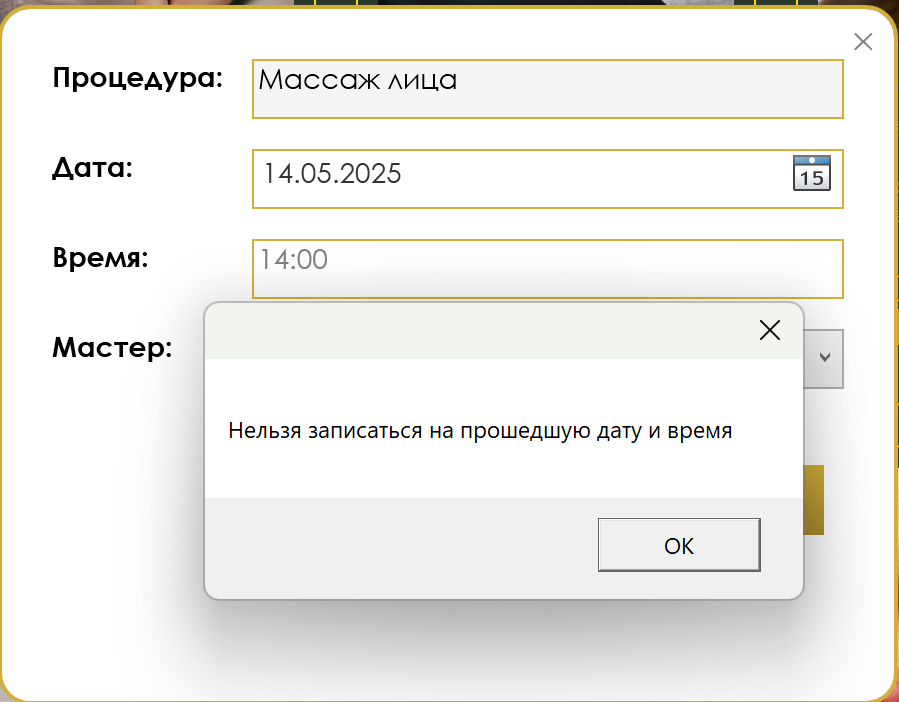 Процедура: Массаж лица
Дата: 14.05.2025 15
Время: 14:00
Мастер:
Нельзя записаться на прошедшую дату и время
OK